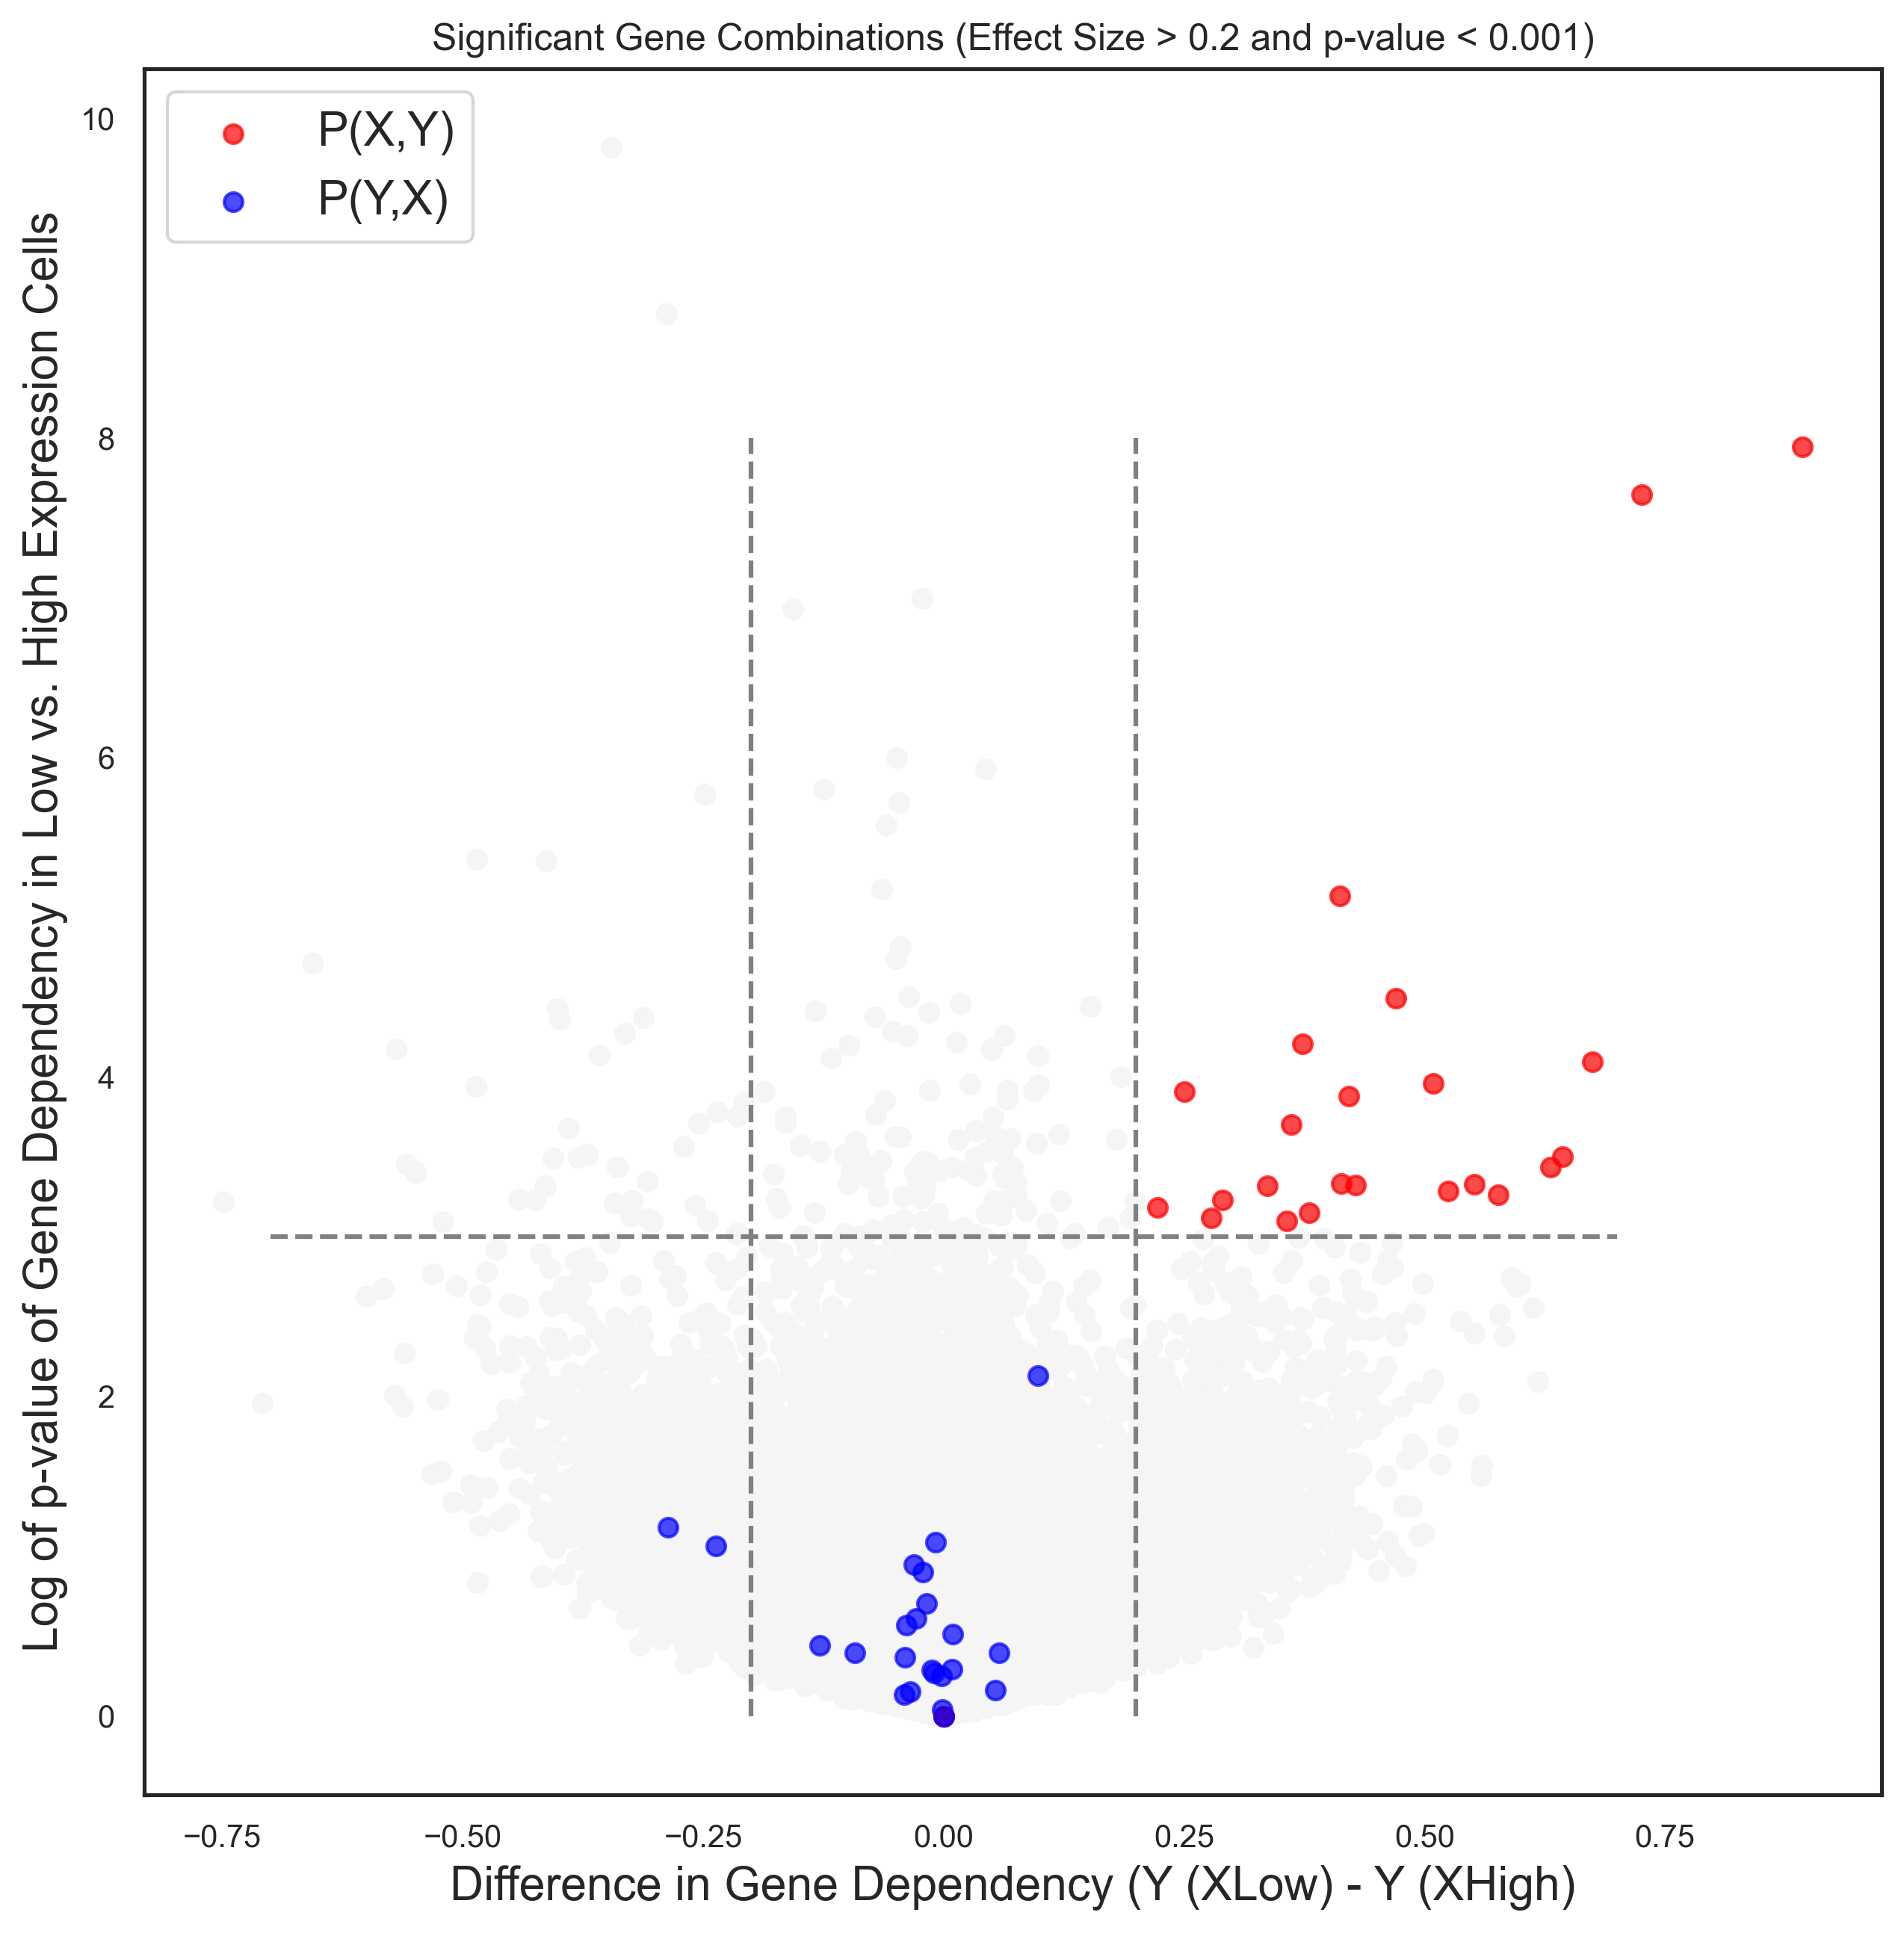 Significant Gene Combinations (Effect Size > 0.2 and p-value < 0.001)
P(X,Y)
P(Y,X)
Log of p-value of Gene Dependency in Low vs. High Expression Cells
10
8
6
4
2
0
−0.75 −0.50 −0.25 0.00 0.25 0.50 0.75
Difference in Gene Dependency (Y (XLow) - Y (XHigh)